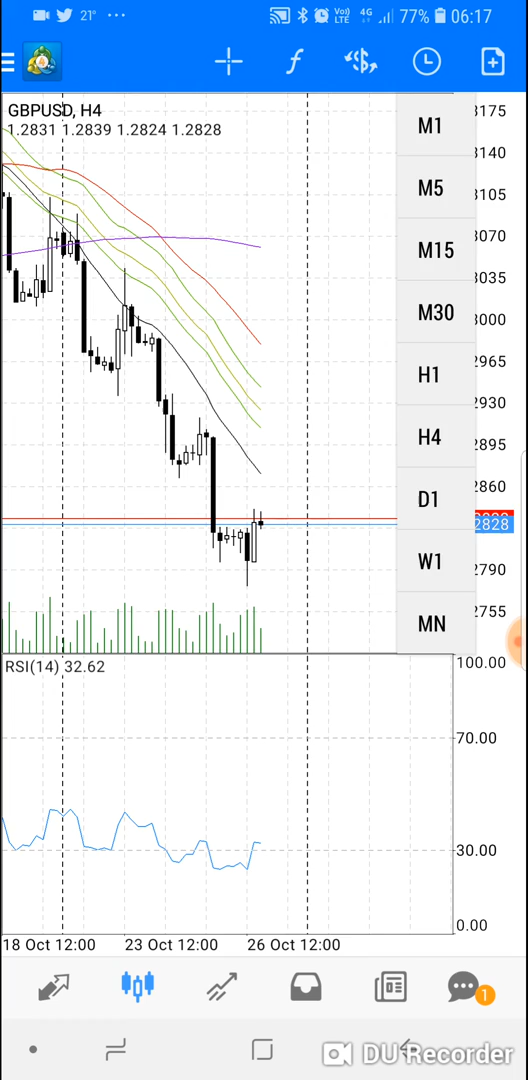 21° Vo)) LTE 4G 77% 06:17
GBPUSD, H4
1.2831 1.2839 1.2824 1.2828
M1
M5
M15
M30
H1
H4
D1
W1
MN
3175
3140
3105
3070
3035
3000
2965
2930
2895
2860
2828
2790
2755
RSI(14) 32.62
100.00
70.00
30.00
0.00
18 Oct 12:00 23 Oct 12:00 26 Oct 12:00
1
DU Recorder